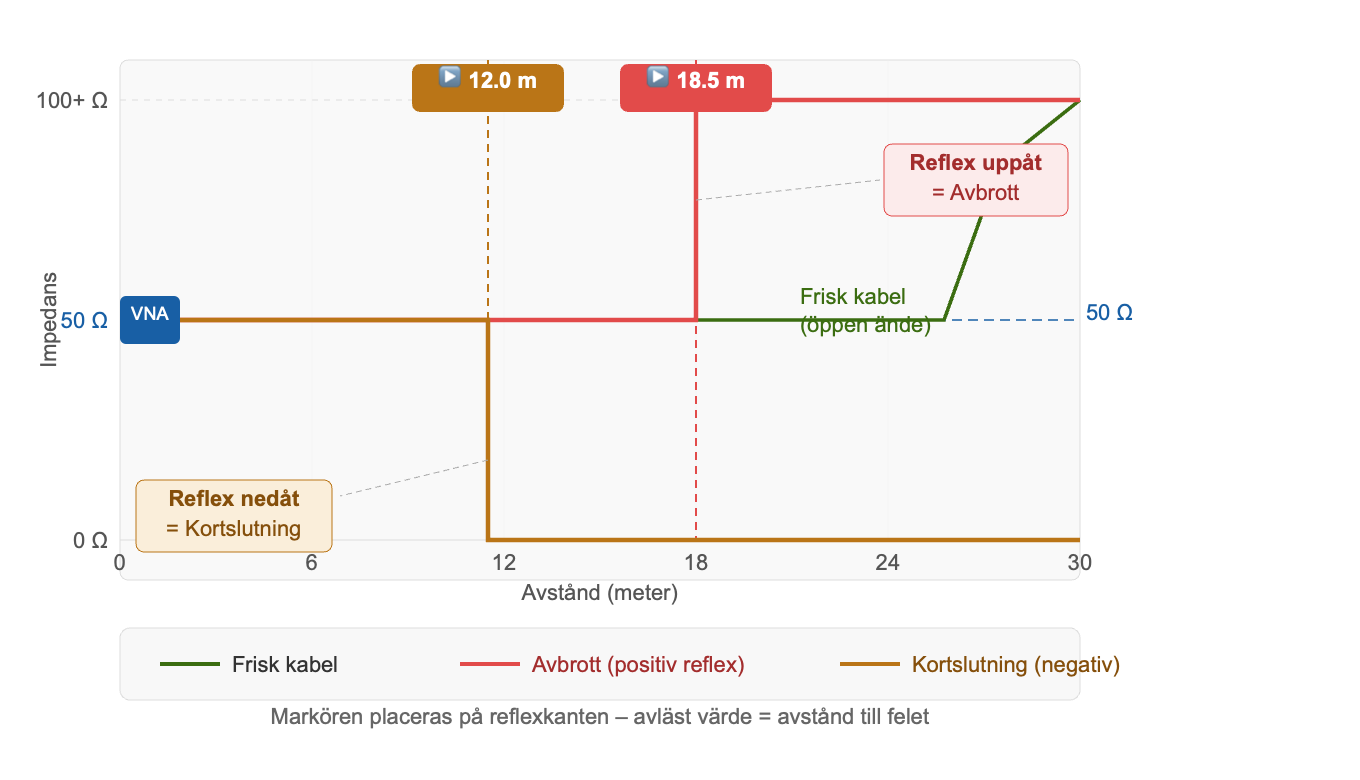 ▶ 12.0 m
▶ 18.5 m
100+ Ω
Reflex uppåt
= Avbrott
Impedans
Frisk kabel
(öppen ände)
VNA
50 Ω
50 Ω
Reflex nedåt
= Kortslutning
0 Ω
0 6 12 18 24 30
Avstånd (meter)
Frisk kabel Avbrott (positiv reflex) Kortslutning (negativ)
Markören placeras på reflexkanten – avläst värde = avstånd till felet